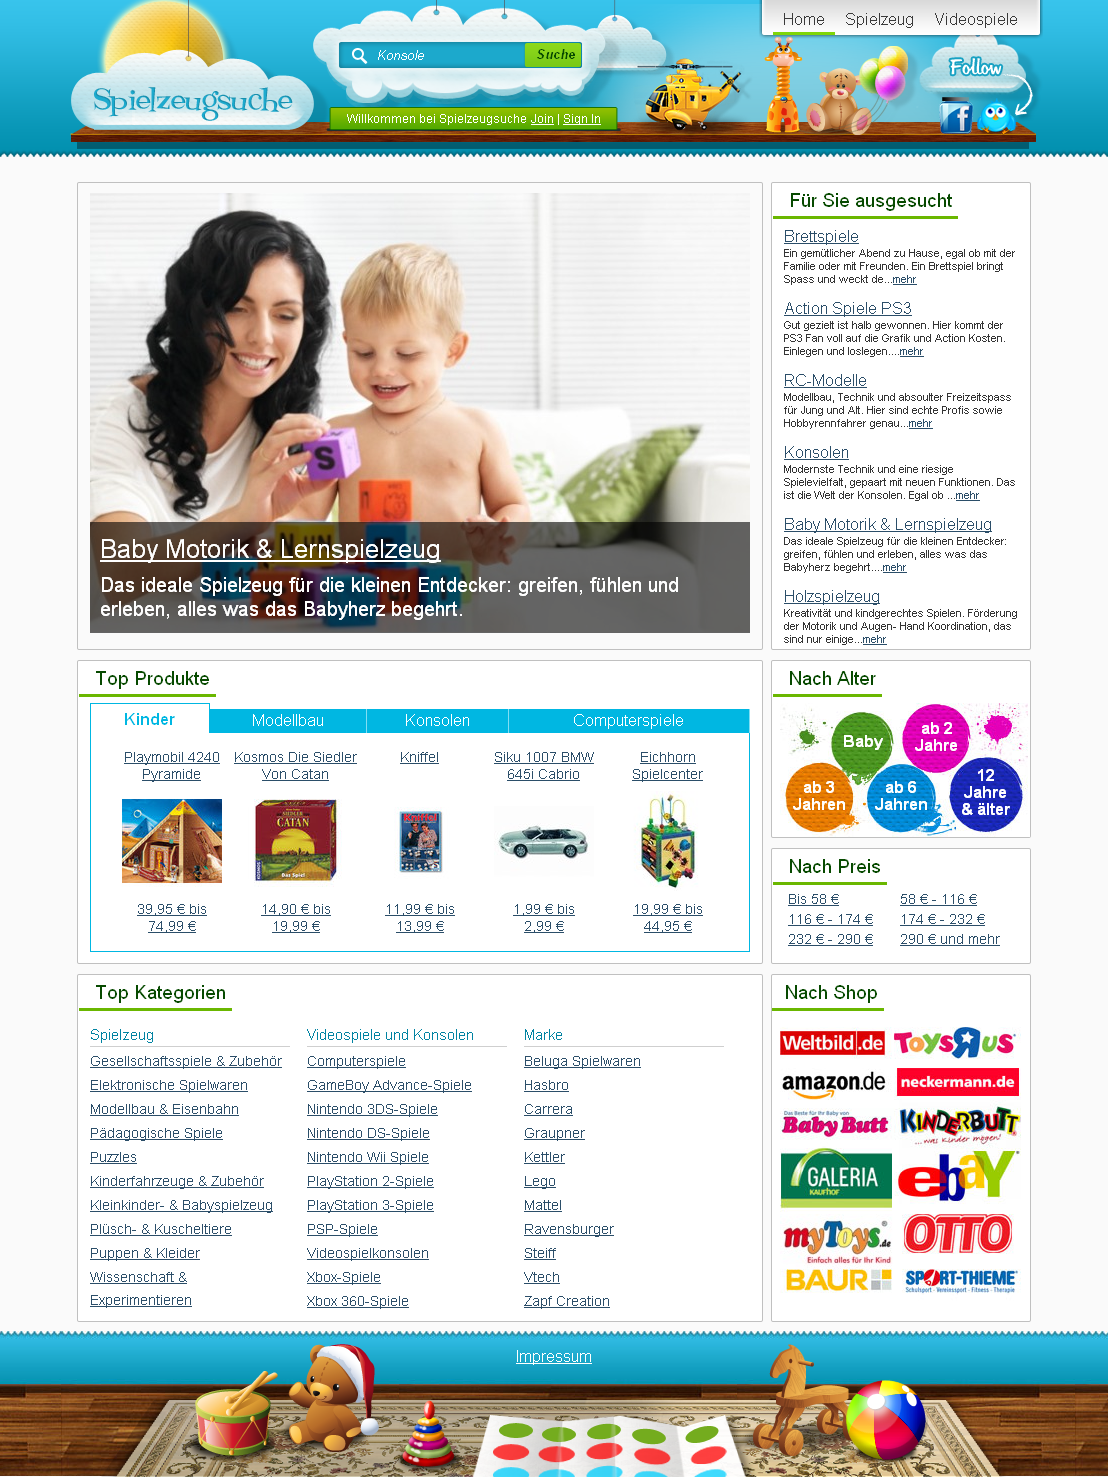 Home Spielzeug Videospiele
Spielzeugsuche
Konsole
Suche
Willkommen bei Spielzeugsuche Join | Sign In
Follow
Baby Motorik & Lernspielzeug
Das ideale Spielzeug für die kleinen Entdecker: greifen, fühlen und
erleben, alles was das Babyherz begehrt.
Für Sie ausgesucht
Brettspiele
Ein gemütlicher Abend zu Hause, egal ob mit der
Familie oder mit Freunden. Ein Brettspiel bringt
Spass und weckt de...mehr
Action Spiele PS3
Gut gezielt ist halb gewonnen. Hier kommt der
PS3 Fan voll auf die Grafik und Action Kosten.
Einlegen und loslegen....mehr
RC-Modelle
Modellbau, Technik und absoulter Freizeitspass
für Jung und Alt. Hier sind echte Profis sowie
Hobbyrennfahrer genau...mehr
Konsolen
Modernste Technik und eine riesige
Spielevielfalt, gepaart mit neuen Funktionen. Das
ist die Welt der Konsolen. Egal ob ...mehr
Baby Motorik & Lernspielzeug
Das ideale Spielzeug für die kleinen Entdecker:
greifen, fühlen und erleben, alles was das
Babyherz begehrt....mehr
Holzspielzeug
Kreativität und kindgerechtes Spielen. Förderung
der Motorik und Augen- Hand Koordination, das
sind nur einige...mehr
Top Produkte
Kinder Modellbau Konsolen Computerspiele
Playmobil 4240
Pyramide
Kosmos Die Siedler
Von Catan
Kniffel
Siku 1007 BMW
645i Cabrio
Eichhorn
Spielcenter
SIEDLER
CATAN
Das Spiel
KOSMOS
Kniffel
39,95 € bis
74,99 €
14,90 € bis
19,99 €
11,99 € bis
13,99 €
1,99 € bis
2,99 €
19,99 € bis
44,95 €
Nach Alter
Baby
ab 2
Jahre
ab 3
Jahren
ab 6
Jahren
12
Jahre
& älter
Nach Preis
Bis 58 € 58 € - 116 €
116 € - 174 € 174 € - 232 €
232 € - 290 € 290 € und mehr
Top Kategorien
Spielzeug
Gesellschaftsspiele & Zubehör
Elektronische Spielwaren
Modellbau & Eisenbahn
Pädagogische Spiele
Puzzles
Kinderfahrzeuge & Zubehör
Kleinkinder- & Babyspielzeug
Plüsch- & Kuscheltiere
Puppen & Kleider
Wissenschaft &
Experimentieren
Videospiele und Konsolen
Computerspiele
GameBoy Advance-Spiele
Nintendo 3DS-Spiele
Nintendo DS-Spiele
Nintendo Wii Spiele
PlayStation 2-Spiele
PlayStation 3-Spiele
PSP-Spiele
Videospielkonsolen
Xbox-Spiele
Xbox 360-Spiele
Marke
Beluga Spielwaren
Hasbro
Carrera
Graupner
Kettler
Lego
Mattel
Ravensburger
Steiff
Vtech
Zapf Creation
Nach Shop
Weltbild.de
TOYSRUS
amazon.de
neckermann.de
Das Beste für Ihr Baby von
Baby Butt
KINDERBUTT
...was Kinder mögen!
GALERIA
KAUFHOF
ebay
myToys.de
Einfach alles für Ihr Kind
OTTO
BAUR
SPORT-THIEME
Schulsport - Vereinssport - Fitness - Therapie
Impressum